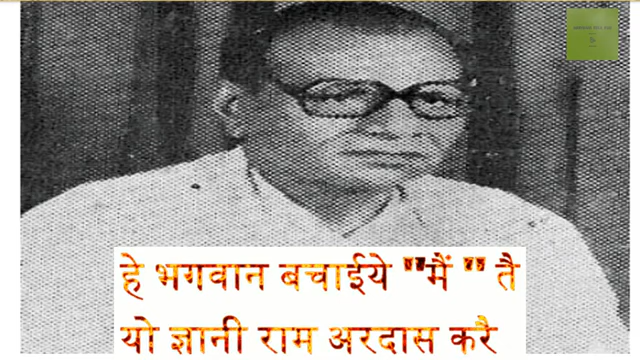 हे भगवान बचाईये "मैं " तै
यो ज्ञानी राम अरदास करै